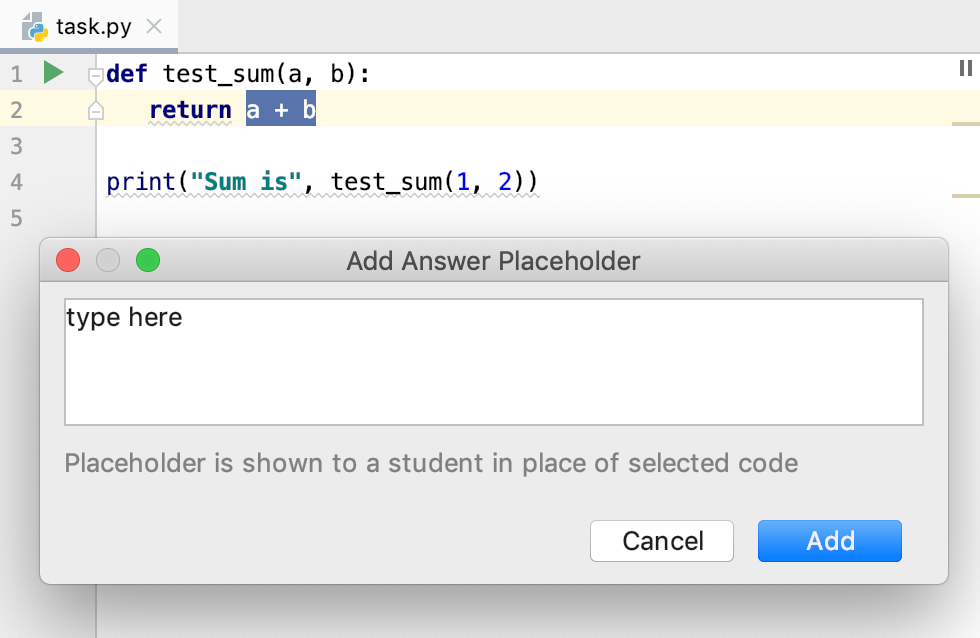 task.py
1 def test_sum(a, b):
2 return a + b
3
4 print("Sum is", test_sum(1, 2))
5
Add Answer Placeholder
type here
Placeholder is shown to a student in place of selected code
Cancel Add